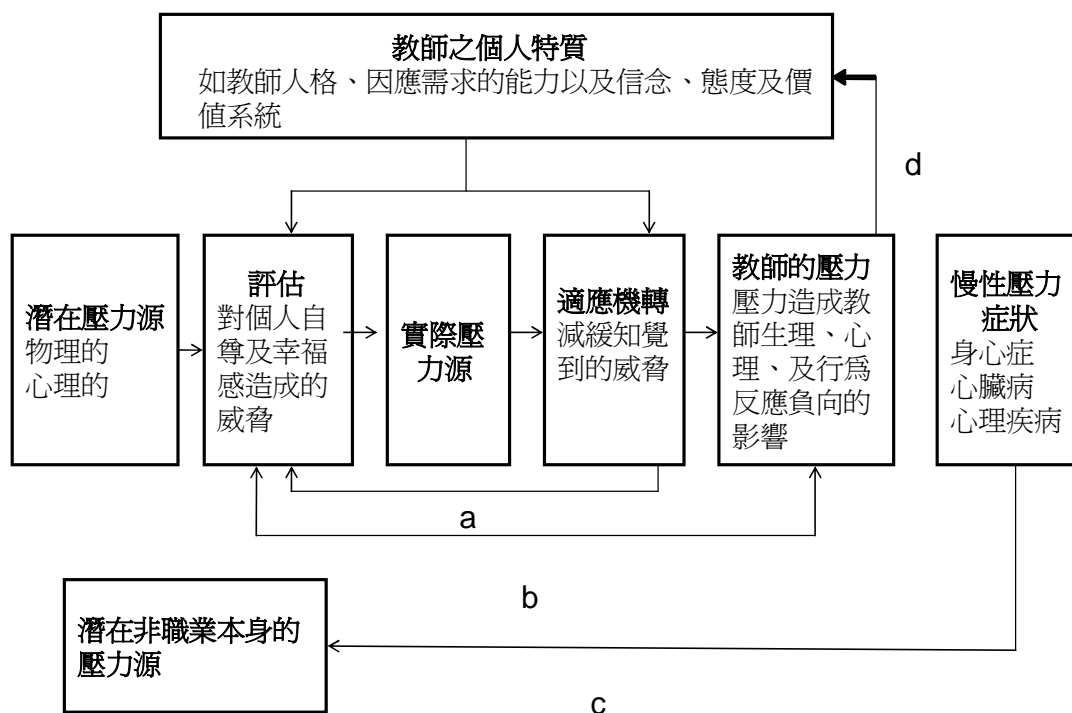 教師之個人特質
如教師人格、因應需求的能力以及信念、態度及價
值系統
d
潛在壓力源
物理的
心理的
評估
對個人自
尊及幸福
感造成的
威脅
實際壓
力源
適應機轉
減緩知覺
到的威脅
教師的壓力
壓力造成教
師生理、心
理、及行為
反應負向的
影響
慢性壓力
症狀
身心症
心臟病
心理疾病
a
b
潛在非職業本身的
壓力源
c